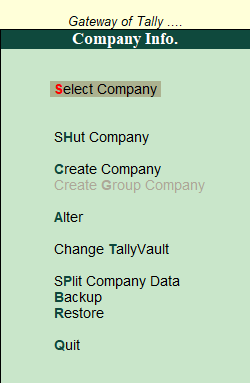 Gateway of Tally ....
Company Info.
Select Company
SHut Company
Create Company
Create Group Company
Alter
Change TallyVault
SPlit Company Data
Backup
Restore
Quit